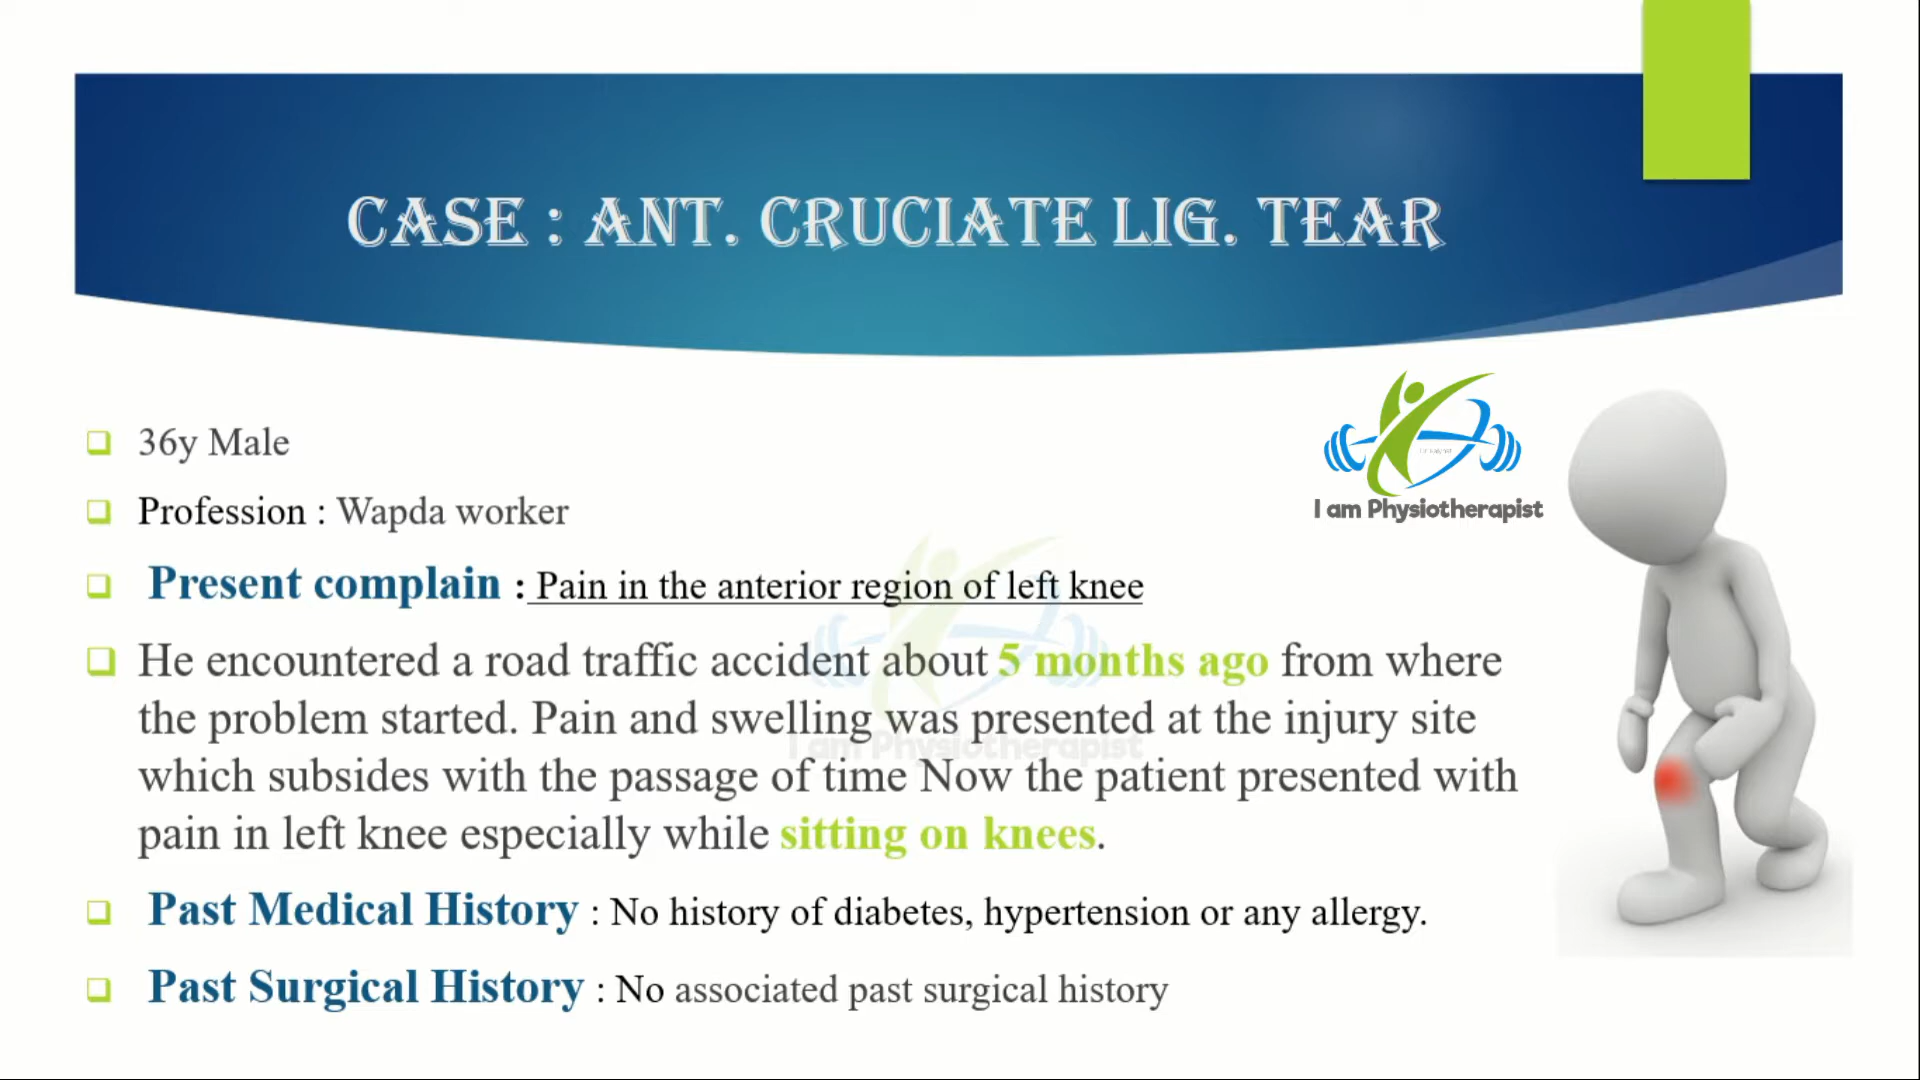 CASE : ANT. CRUCIATE LIG. TEAR
I am Physiotherapist
36y Male
Profession : Wapda worker
Present complain : Pain in the anterior region of left knee
He encountered a road traffic accident about 5 months ago from where
the problem started. Pain and swelling was presented at the injury site
which subsides with the passage of time Now the patient presented with
pain in left knee especially while sitting on knees.
I am Physiotherapist
Past Medical History : No history of diabetes, hypertension or any allergy.
Past Surgical History : No associated past surgical history